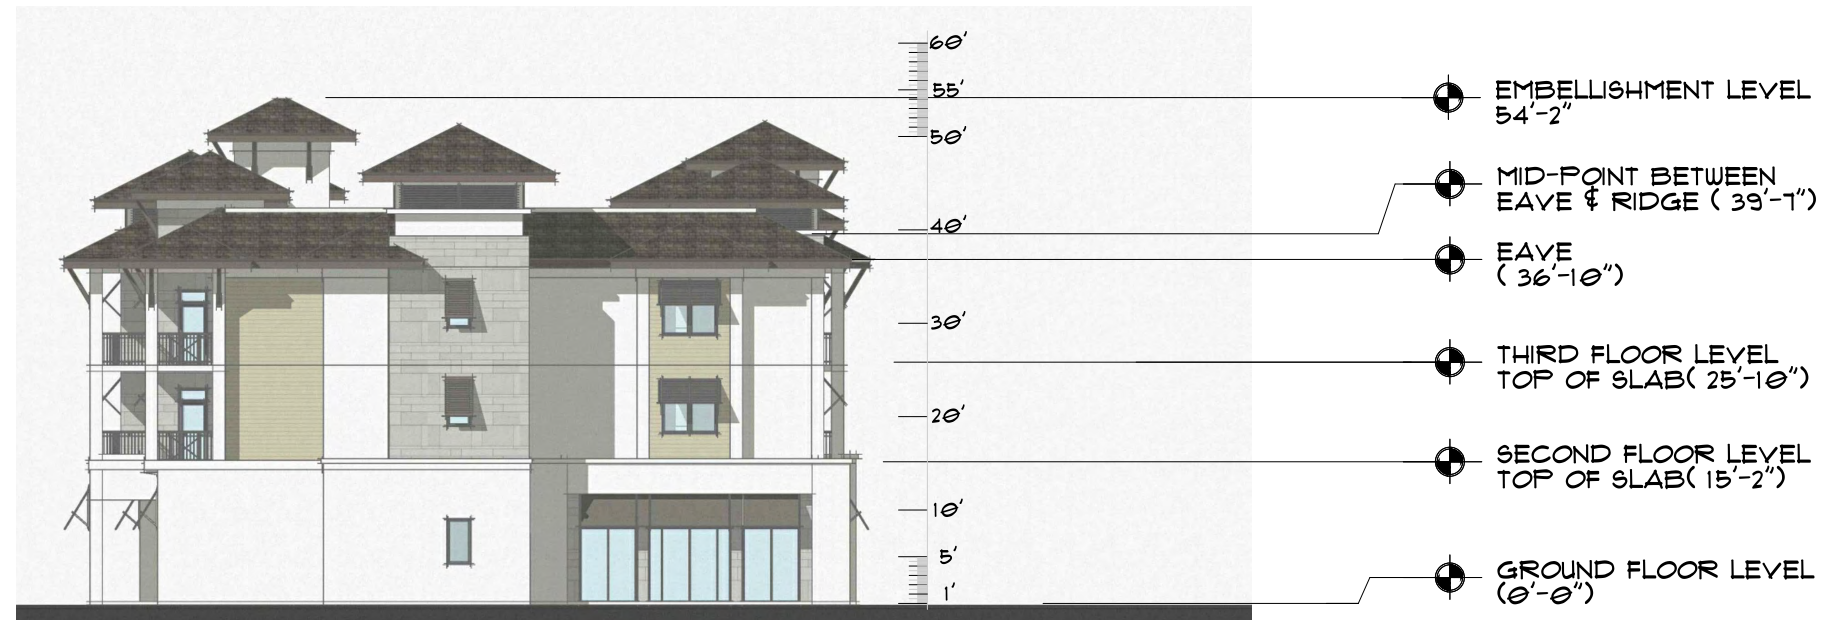 60'
55'
50'
40'
30'
20'
10'
5'
1'
EMBELLISHMENT LEVEL
54'-2"
MID-POINT BETWEEN
EAVE & RIDGE ( 39'-7")
EAVE
( 36'-10")
THIRD FLOOR LEVEL
TOP OF SLAB( 25'-10")
SECOND FLOOR LEVEL
TOP OF SLAB( 15'-2")
GROUND FLOOR LEVEL
(0'-0")